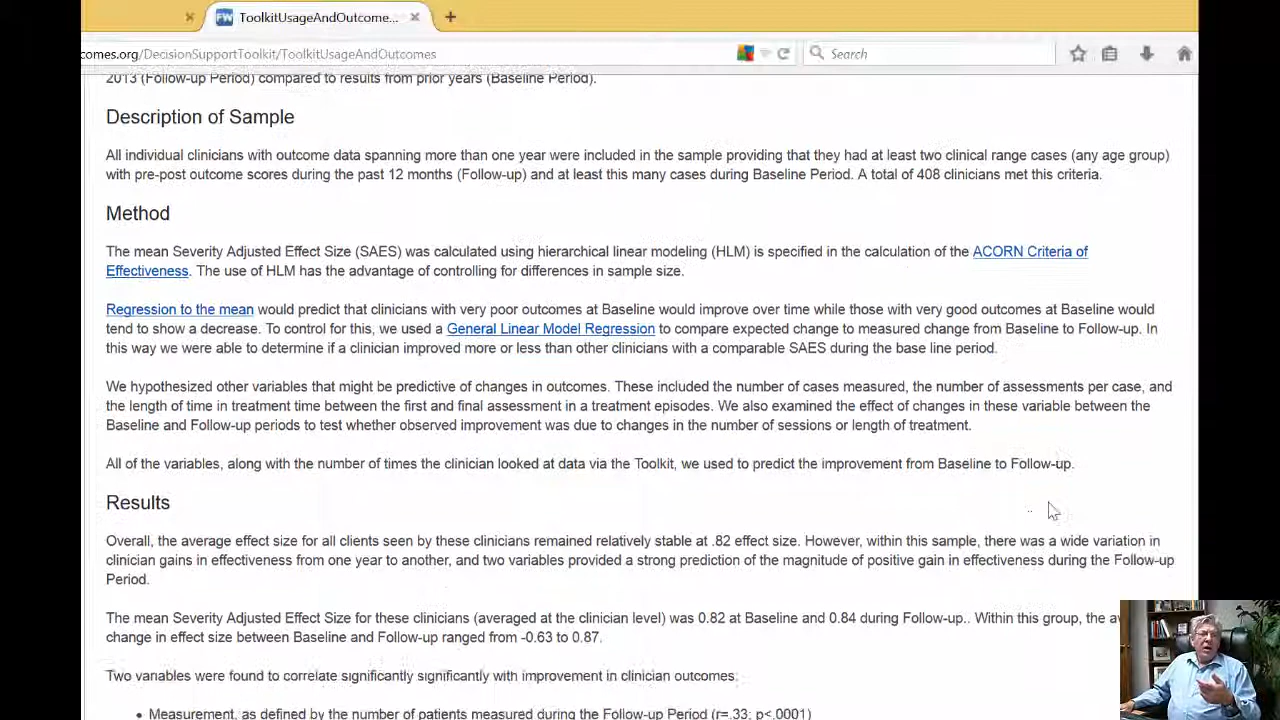 ToolkitUsageAndOutcome...
comes.org/DecisionSupportToolkit/ToolkitUsageAndOutcomes
Search
2013 (Follow-up Period) compared to results from prior years (Baseline Period).
Description of Sample
All individual clinicians with outcome data spanning more than one year were included in the sample providing that they had at least two clinical range cases (any age group)
with pre-post outcome scores during the past 12 months (Follow-up) and at least this many cases during Baseline Period. A total of 408 clinicians met this criteria.
Method
The mean Severity Adjusted Effect Size (SAES) was calculated using hierarchical linear modeling (HLM) is specified in the calculation of the ACORN Criteria of
Effectiveness. The use of HLM has the advantage of controlling for differences in sample size.
Regression to the mean would predict that clinicians with very poor outcomes at Baseline would improve over time while those with very good outcomes at Baseline would
tend to show a decrease. To control for this, we used a General Linear Model Regression to compare expected change to measured change from Baseline to Follow-up. In
this way we were able to determine if a clinician improved more or less than other clinicians with a comparable SAES during the base line period.
We hypothesized other variables that might be predictive of changes in outcomes. These included the number of cases measured, the number of assessments per case, and
the length of time in treatment time between the first and final assessment in a treatment episodes. We also examined the effect of changes in these variable between the
Baseline and Follow-up periods to test whether observed improvement was due to changes in the number of sessions or length of treatment.
All of the variables, along with the number of times the clinician looked at data via the Toolkit, we used to predict the improvement from Baseline to Follow-up.
Results
Overall, the average effect size for all clients seen by these clinicians remained relatively stable at .82 effect size. However, within this sample, there was a wide variation in
clinician gains in effectiveness from one year to another, and two variables provided a strong prediction of the magnitude of positive gain in effectiveness during the Follow-up
Period.
The mean Severity Adjusted Effect Size for these clinicians (averaged at the clinician level) was 0.82 at Baseline and 0.84 during Follow-up.. Within this group, the av
change in effect size between Baseline and Follow-up ranged from -0.63 to 0.87.
Two variables were found to correlate significantly significantly with improvement in clinician outcomes:
• Measurement, as defined by the number of patients measured during the Follow-up Period (r=.33; p<.0001)